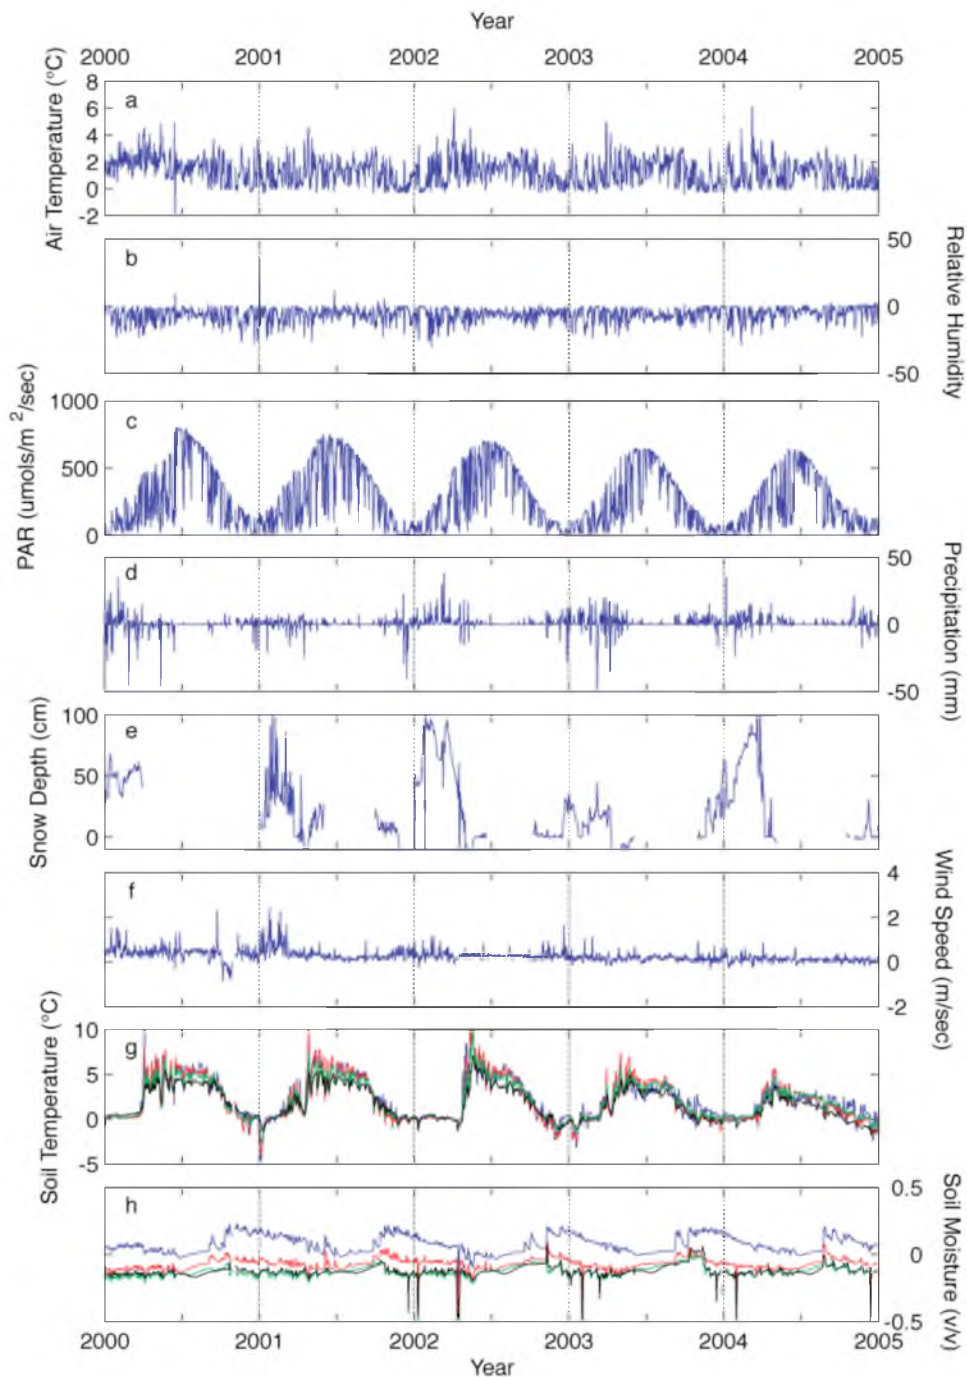 Year
2000 2001 2002 2003 2004 2005
Air Temperature (°C)
8
6
4
2
0
-2
a
Relative Humidity
50
0
-50
b
PAR (umols/m²/sec)
1000
500
0
c
Precipitation (mm)
50
0
-50
d
Snow Depth (cm)
100
50
0
e
Wind Speed (m/sec)
4
2
0
-2
f
Soil Temperature (°C)
10
5
0
-5
g
Soil Moisture (v/v)
0.5
0
-0.5
h
2000 2001 2002 2003 2004 2005
Year